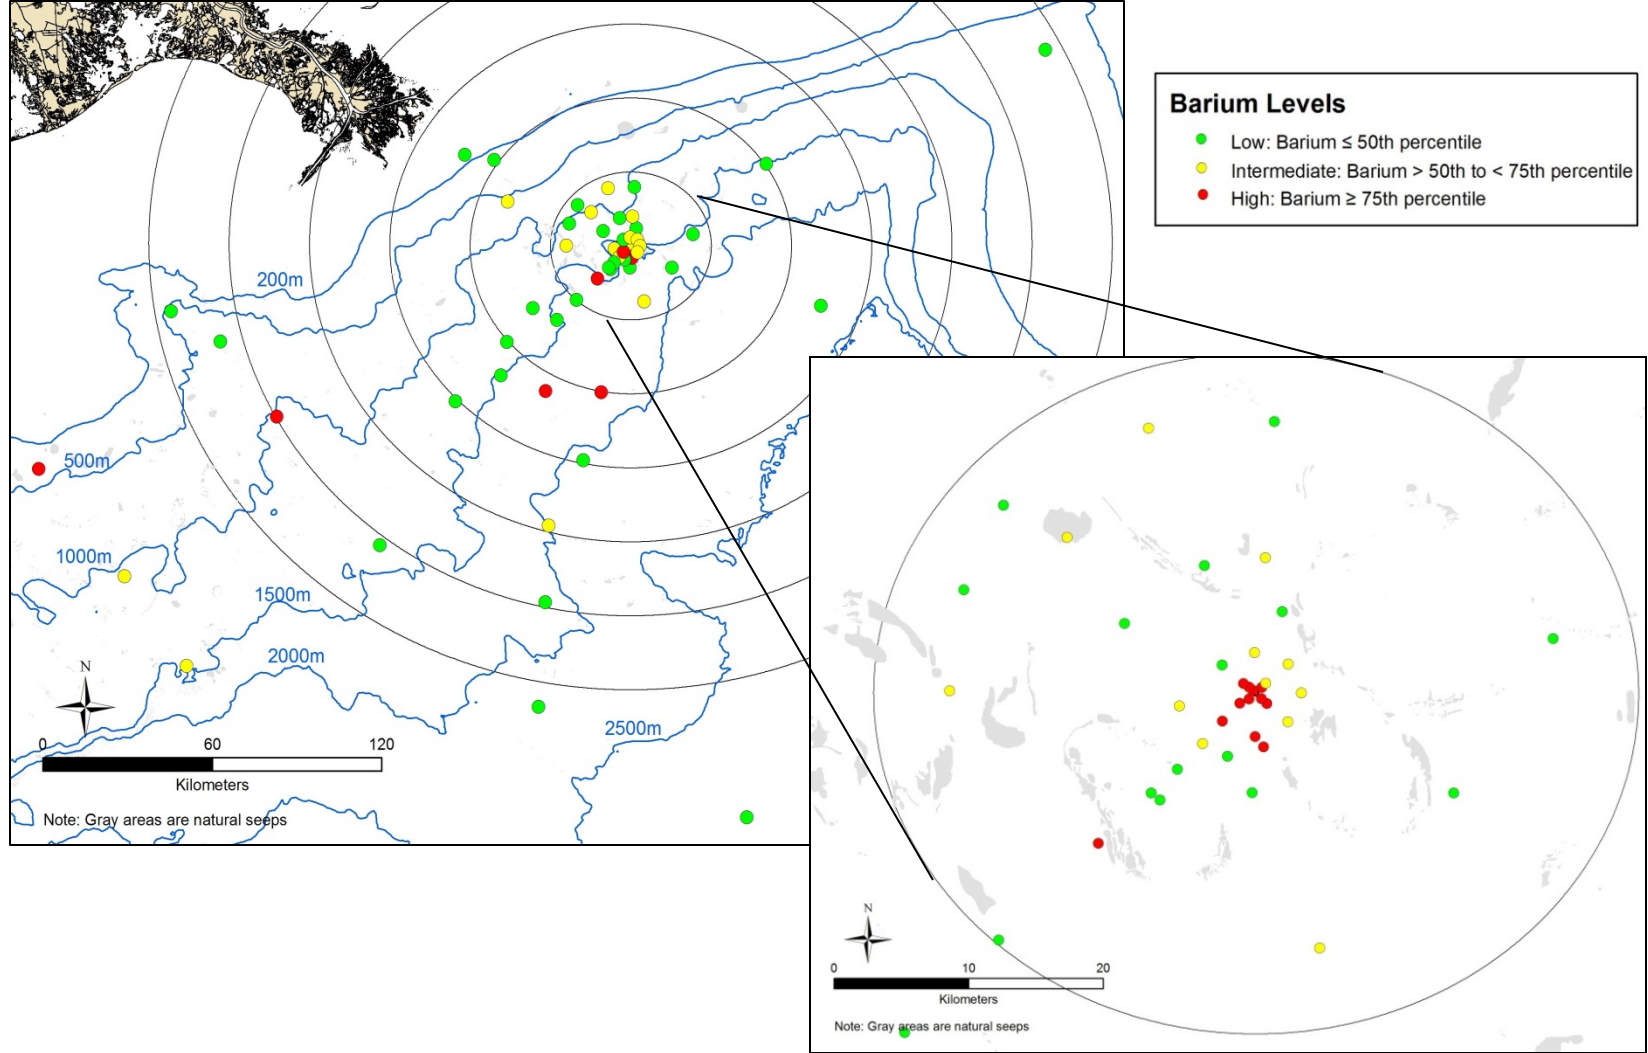 Barium Levels
Low: Barium ≤ 50th percentile
Intermediate: Barium > 50th to < 75th percentile
High: Barium ≥ 75th percentile
200m
500m
1000m
1500m
2000m
2500m
N
0 60 120
Kilometers
Note: Gray areas are natural seeps
N
0 10 20
Kilometers
Note: Gray areas are natural seeps